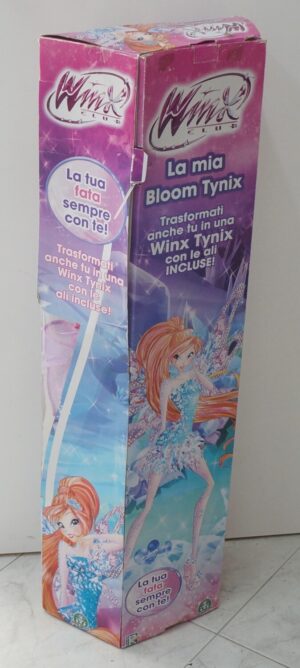 Winx
CLUB
La tua
fata
sempre
con te!
Trasformati
anche tu in una
Winx Tynix
con le
ali incluse!
Winx
CLUB
La mia
Bloom Tynix
Trasformati
anche tu in una
Winx Tynix
con le ali
INCLUSE!
La tua
fata
sempre
con te!